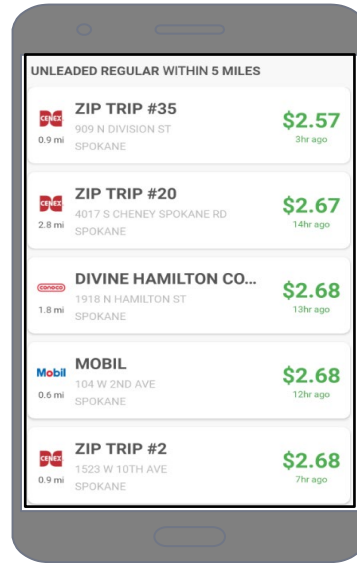 UNLEADED REGULAR WITHIN 5 MILES
CENEX
0.9 mi
ZIP TRIP #35
909 N DIVISION ST
SPOKANE
$2.57
3hr ago
CENEX
2.8 mi
ZIP TRIP #20
4017 S CHENEY SPOKANE RD
SPOKANE
$2.67
14hr ago
conoco
1.8 mi
DIVINE HAMILTON CO...
1918 N HAMILTON ST
SPOKANE
$2.68
13hr ago
Mobil
0.6 mi
MOBIL
104 W 2ND AVE
SPOKANE
$2.68
12hr ago
CENEX
0.9 mi
ZIP TRIP #2
1523 W 10TH AVE
SPOKANE
$2.68
7hr ago